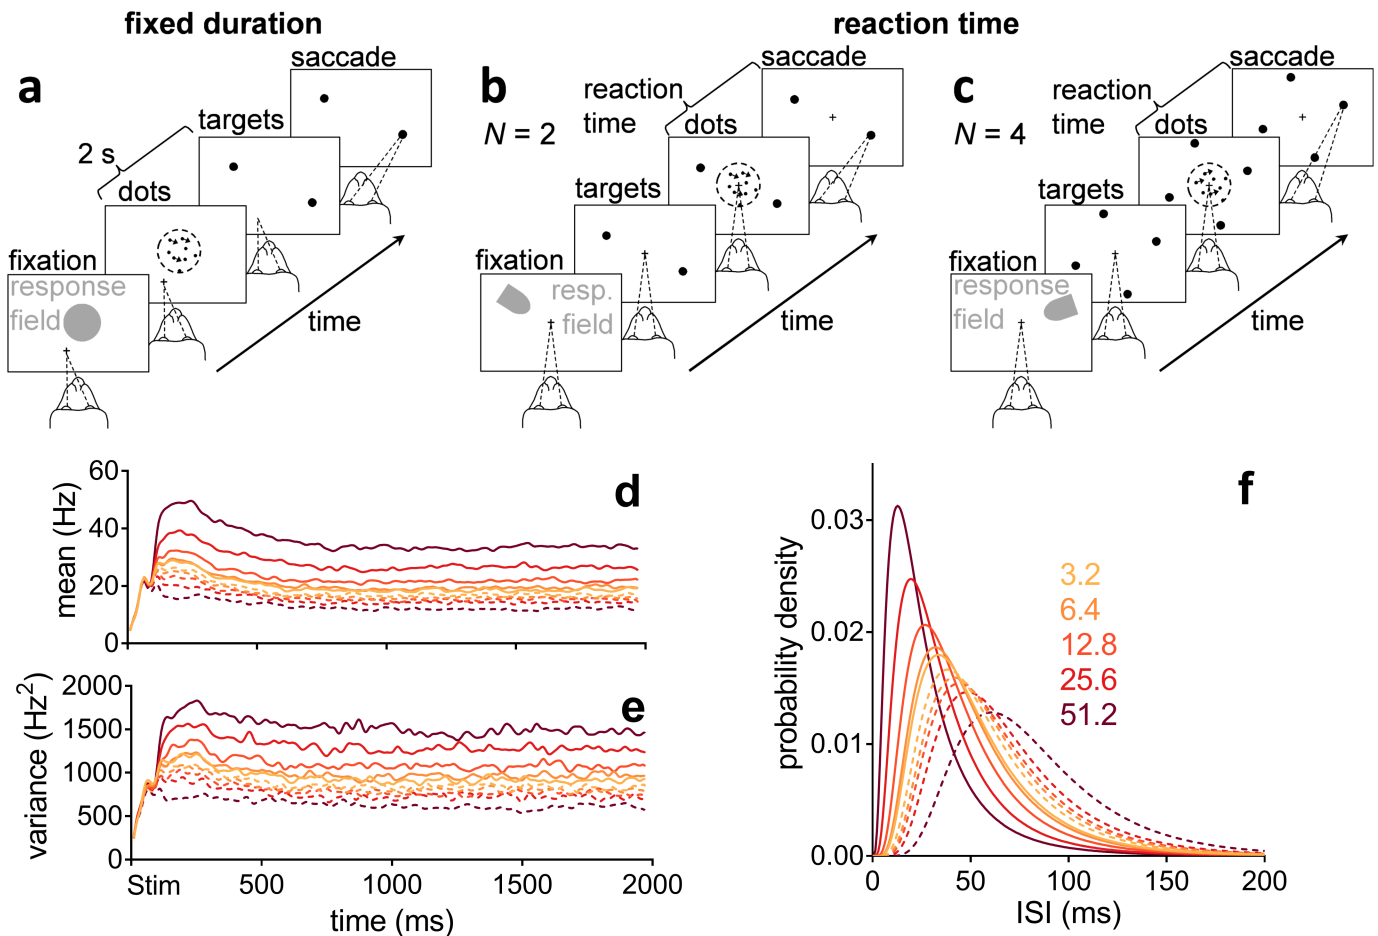 fixed duration
reaction time
a
saccade
targets
2 s
dots
fixation
response
field
time
b
N = 2
saccade
reaction
time
dots
targets
fixation
resp.
field
time
c
N = 4
saccade
reaction
time
dots
targets
fixation
response
field
time
d
mean (Hz)
60
40
20
0
e
variance (Hz²)
2000
1500
1000
500
0
Stim
500
1000
1500
2000
time (ms)
f
probability density
0.03
0.02
0.01
0.00
3.2
6.4
12.8
25.6
51.2
0
50
100
150
200
ISI (ms)